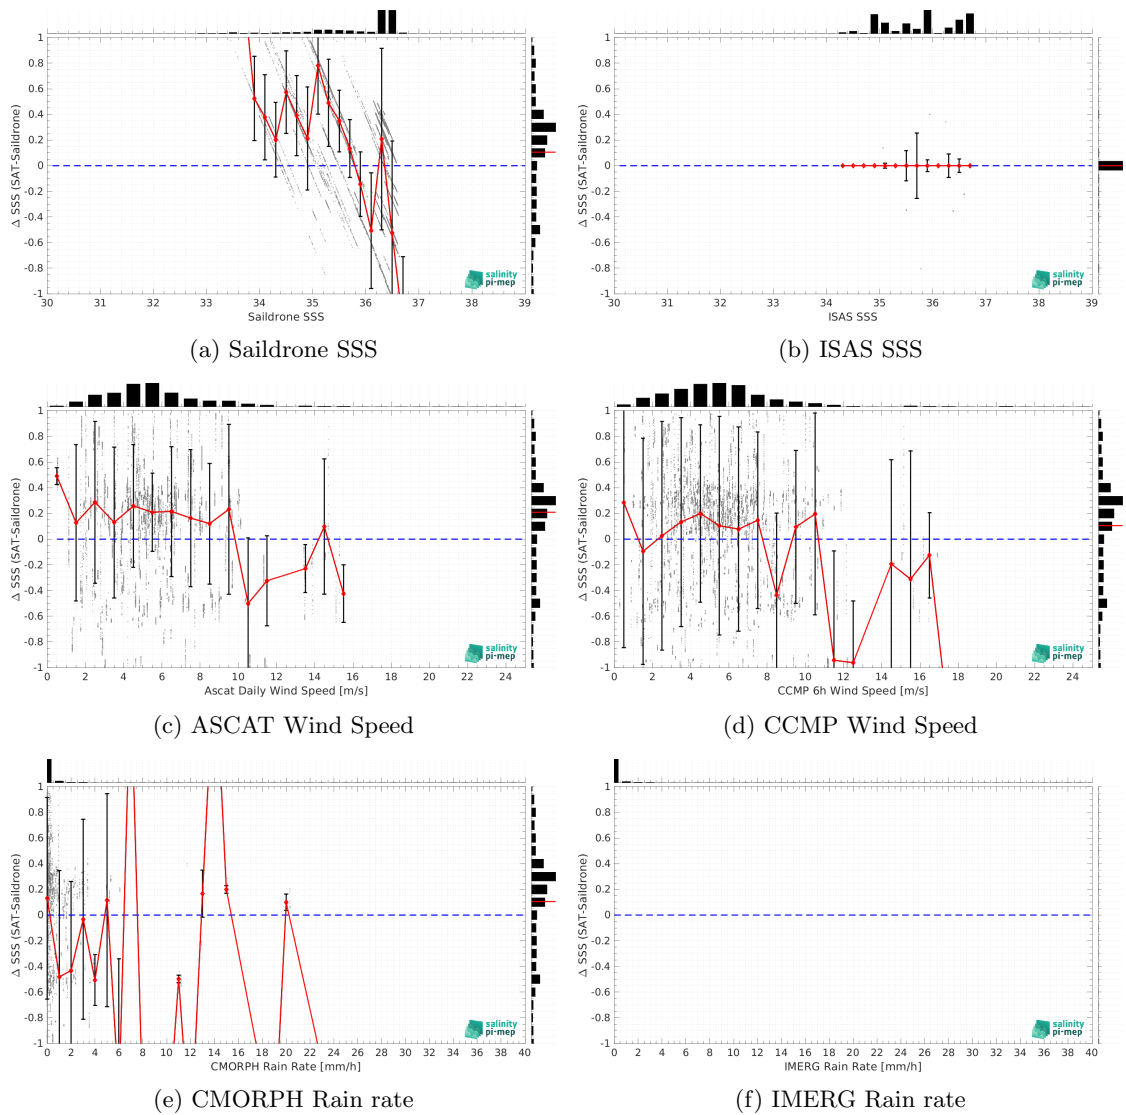 1
0.8
0.6
0.4
0.2
0
-0.2
-0.4
-0.6
-0.8
-1
Δ SSS (SAT-Saildrone)
30 31 32 33 34 35 36 37 38 39
Saildrone SSS
salinity
pi-mep
(a) Saildrone SSS
1
0.8
0.6
0.4
0.2
0
-0.2
-0.4
-0.6
-0.8
-1
Δ SSS (SAT-Saildrone)
30 31 32 33 34 35 36 37 38 39
ISAS SSS
salinity
pi-mep
(b) ISAS SSS
1
0.8
0.6
0.4
0.2
0
-0.2
-0.4
-0.6
-0.8
-1
Δ SSS (SAT-Saildrone)
0 2 4 6 8 10 12 14 16 18 20 22 24
Ascat Daily Wind Speed [m/s]
salinity
pi-mep
(c) ASCAT Wind Speed
1
0.8
0.6
0.4
0.2
0
-0.2
-0.4
-0.6
-0.8
-1
Δ SSS (SAT-Saildrone)
0 2 4 6 8 10 12 14 16 18 20 22 24
CCMP 6h Wind Speed [m/s]
salinity
pi-mep
(d) CCMP Wind Speed
1
0.8
0.6
0.4
0.2
0
-0.2
-0.4
-0.6
-0.8
-1
Δ SSS (SAT-Saildrone)
0 2 4 6 8 10 12 14 16 18 20 22 24 26 28 30 32 34 36 38 40
CMORPH Rain Rate [mm/h]
salinity
pi-mep
(e) CMORPH Rain rate
1
0.8
0.6
0.4
0.2
0
-0.2
-0.4
-0.6
-0.8
-1
Δ SSS (SAT-Saildrone)
0 2 4 6 8 10 12 14 16 18 20 22 24 26 28 30 32 34 36 38 40
IMERG Rain Rate [mm/h]
salinity
pi-mep
(f) IMERG Rain rate